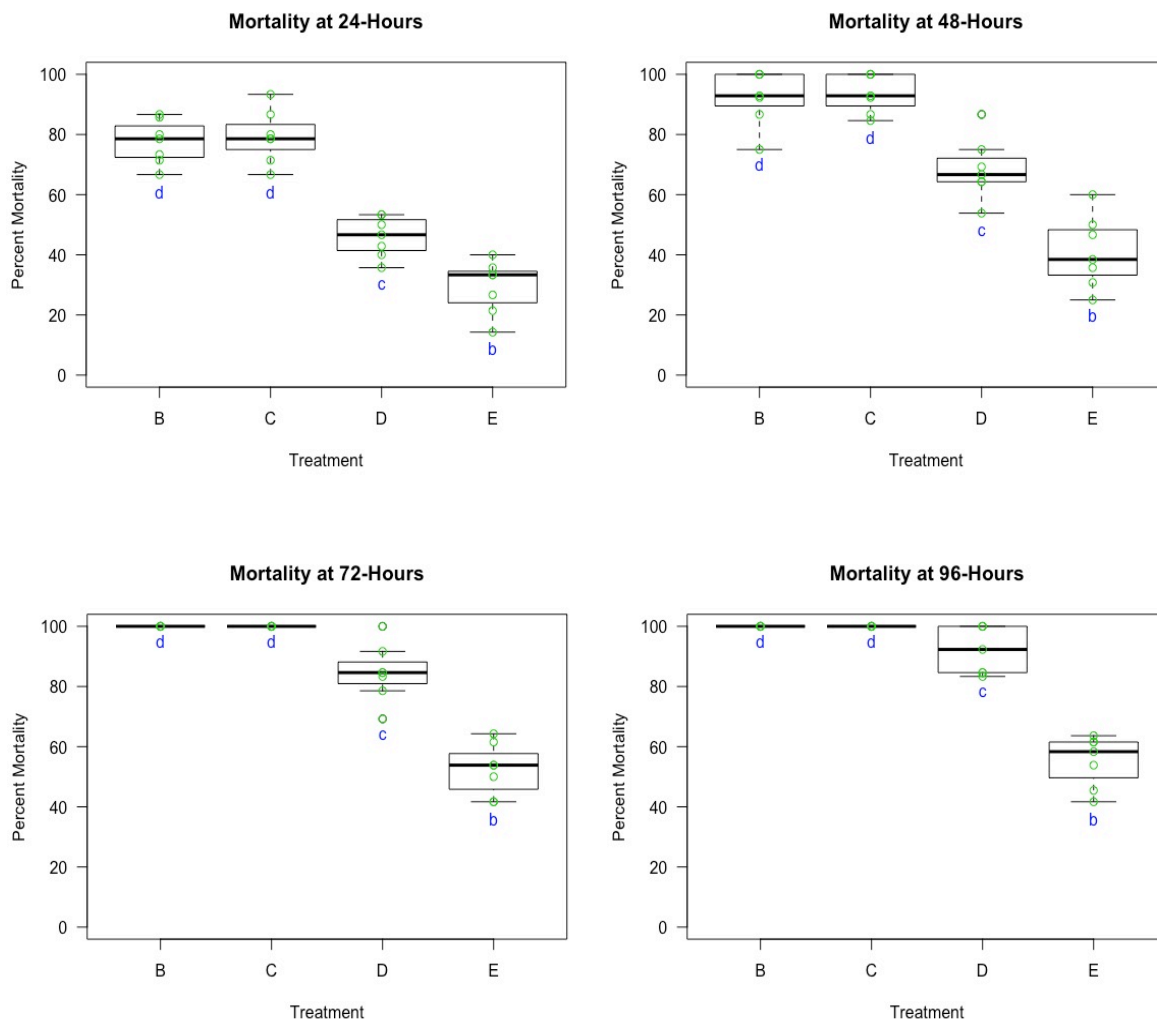 Mortality at 24-Hours
Percent Mortality
100
80
60
40
20
0
d
d
c
b
B C D E
Treatment
Mortality at 48-Hours
Percent Mortality
100
80
60
40
20
0
d
d
c
b
B C D E
Treatment
Mortality at 72-Hours
Percent Mortality
100
80
60
40
20
0
d
d
c
b
B C D E
Treatment
Mortality at 96-Hours
Percent Mortality
100
80
60
40
20
0
d
d
c
b
B C D E
Treatment